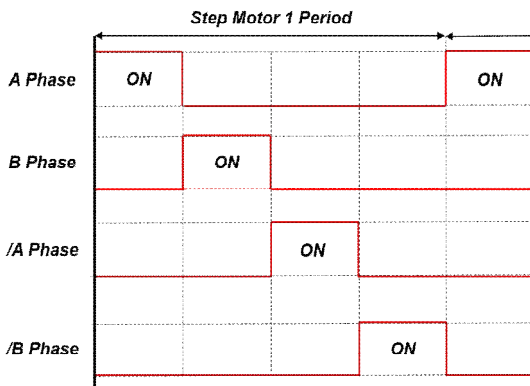 Step Motor 1 Period
A Phase
ON
ON
B Phase
ON
/A Phase
ON
/B Phase
ON